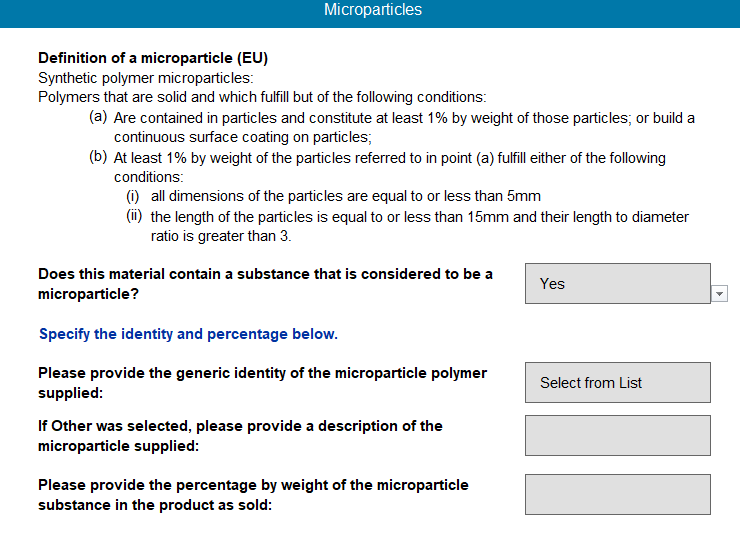 Microparticles
Definition of a microparticle (EU)
Synthetic polymer microparticles:
Polymers that are solid and which fulfill but of the following conditions:
(a) Are contained in particles and constitute at least 1% by weight of those particles; or build a
continuous surface coating on particles;
(b) At least 1% by weight of the particles referred to in point (a) fulfill either of the following
conditions:
(i) all dimensions of the particles are equal to or less than 5mm
(ii) the length of the particles is equal to or less than 15mm and their length to diameter
ratio is greater than 3.
Does this material contain a substance that is considered to be a
microparticle?
Yes
Specify the identity and percentage below.
Please provide the generic identity of the microparticle polymer
supplied:
Select from List
If Other was selected, please provide a description of the
microparticle supplied:
Please provide the percentage by weight of the microparticle
substance in the product as sold: